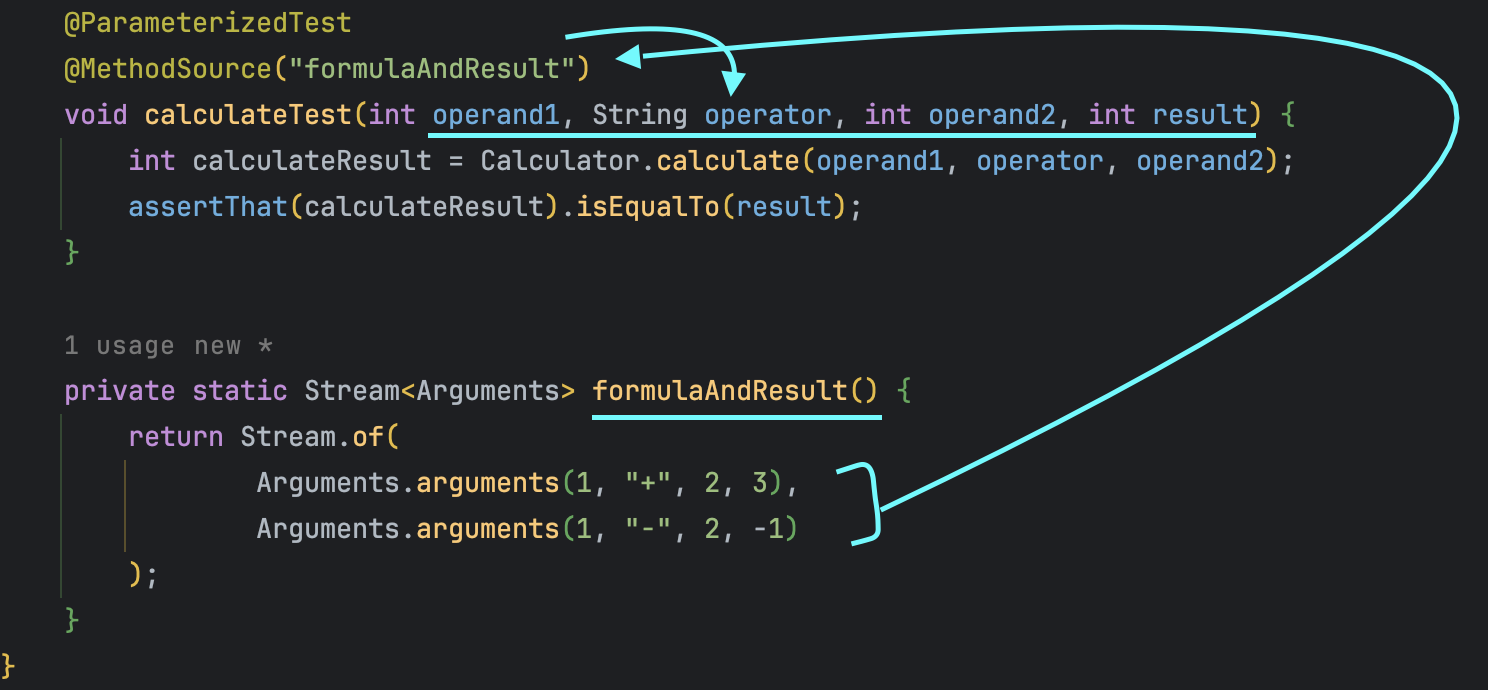 @ParameterizedTest
@MethodSource("formulaAndResult")
void calculateTest(int operand1, String operator, int operand2, int result) {
int calculateResult = Calculator.calculate(operand1, operator, operand2);
assertThat(calculateResult).isEqualTo(result);
}
1 usage new *
private static Stream<Arguments> formulaAndResult() {
return Stream.of(
Arguments.arguments(1, "+", 2, 3),
Arguments.arguments(1, "-", 2, -1)
);
}
}